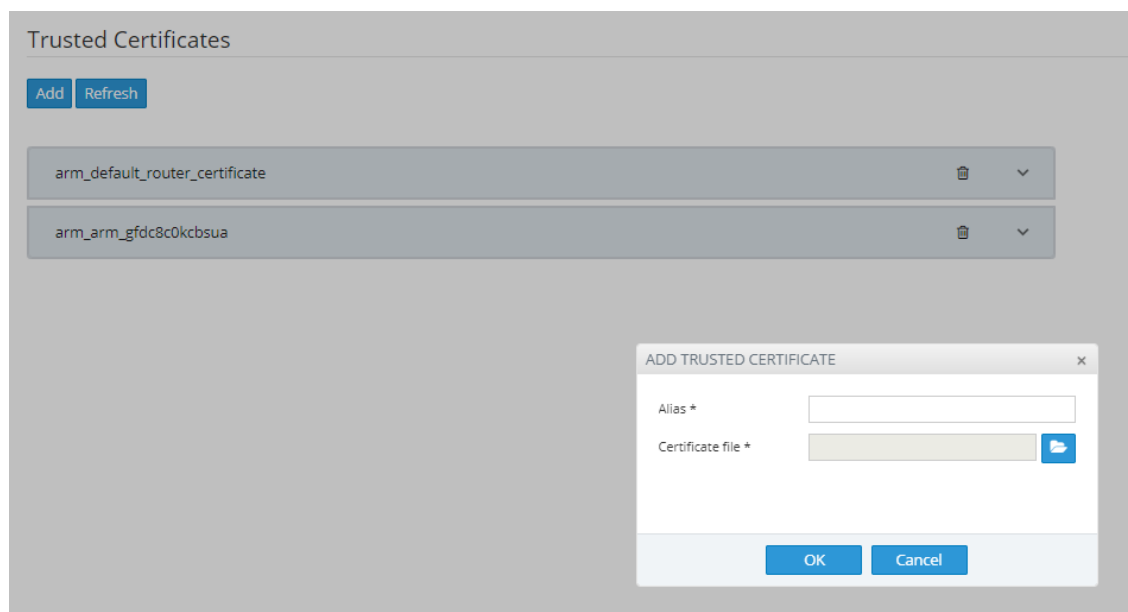 Trusted Certificates
Add Refresh
arm_default_router_certificate
arm_arm_gfdc8c0kcbsua
ADD TRUSTED CERTIFICATE ×
Alias *
Certificate file *
OK Cancel